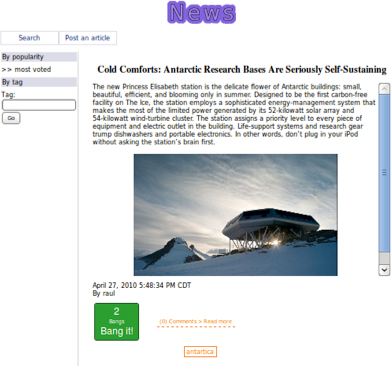 News
Search
Post an article
By popularity
>> most voted
By tag
Tag:
Go
Cold Comforts: Antarctic Research Bases Are Seriously Self-Sustaining
The new Princess Elisabeth station is the delicate flower of Antarctic buildings: small,
beautiful, efficient, and blooming only in summer. Designed to be the first carbon-free
facility on The Ice, the station employs a sophisticated energy-management system that
makes the most of the limited power generated by its 52-kilowatt solar array and
54-kilowatt wind-turbine cluster. The station assigns a priority level to every piece of
equipment and electric outlet in the building. Life-support systems and research gear
trump dishwashers and portable electronics. In other words, don't plug in your iPod
without asking the station's brain first.
April 27, 2010 5:48:34 PM CDT
By raul
2
Bangs
Bang it!
(0) Comments > Read more..
antartica